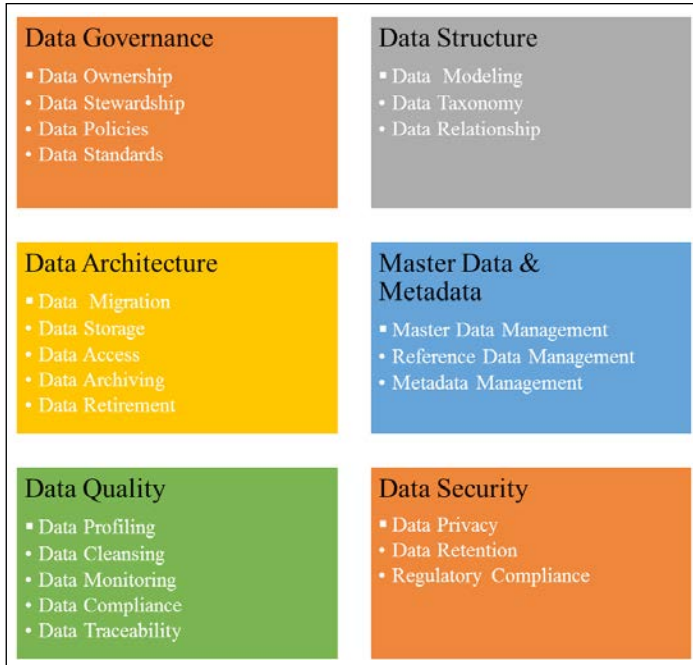 Data Governance
▪ Data Ownership
• Data Stewardship
• Data Policies
• Data Standards
Data Structure
▪ Data Modeling
• Data Taxonomy
• Data Relationship
Data Architecture
▪ Data Migration
• Data Storage
• Data Access
• Data Archiving
• Data Retirement
Master Data &
Metadata
▪ Master Data Management
• Reference Data Management
• Metadata Management
Data Quality
▪ Data Profiling
• Data Cleansing
• Data Monitoring
• Data Compliance
• Data Traceability
Data Security
▪ Data Privacy
• Data Retention
• Regulatory Compliance